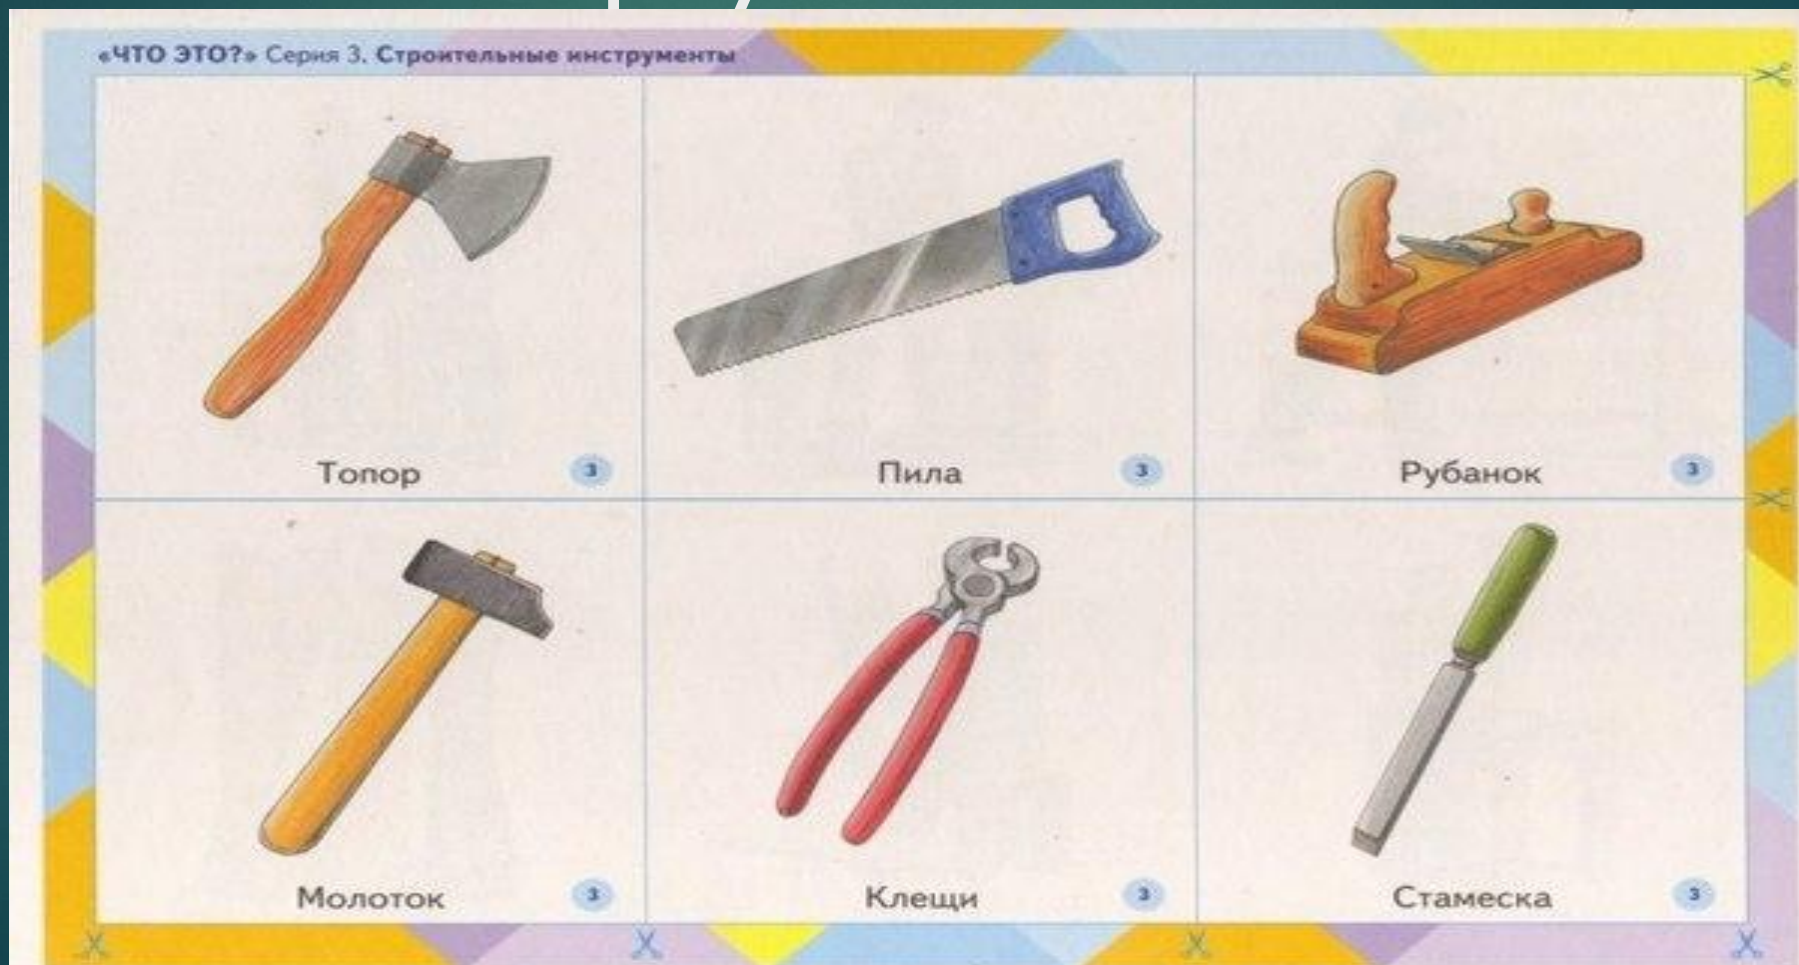 «ЧТО ЭТО?» Серия 3. Строительные инструменты
Топор 3
Пила 3
Рубанок 3
Молоток 3
Клещи 3
Стамеска 3